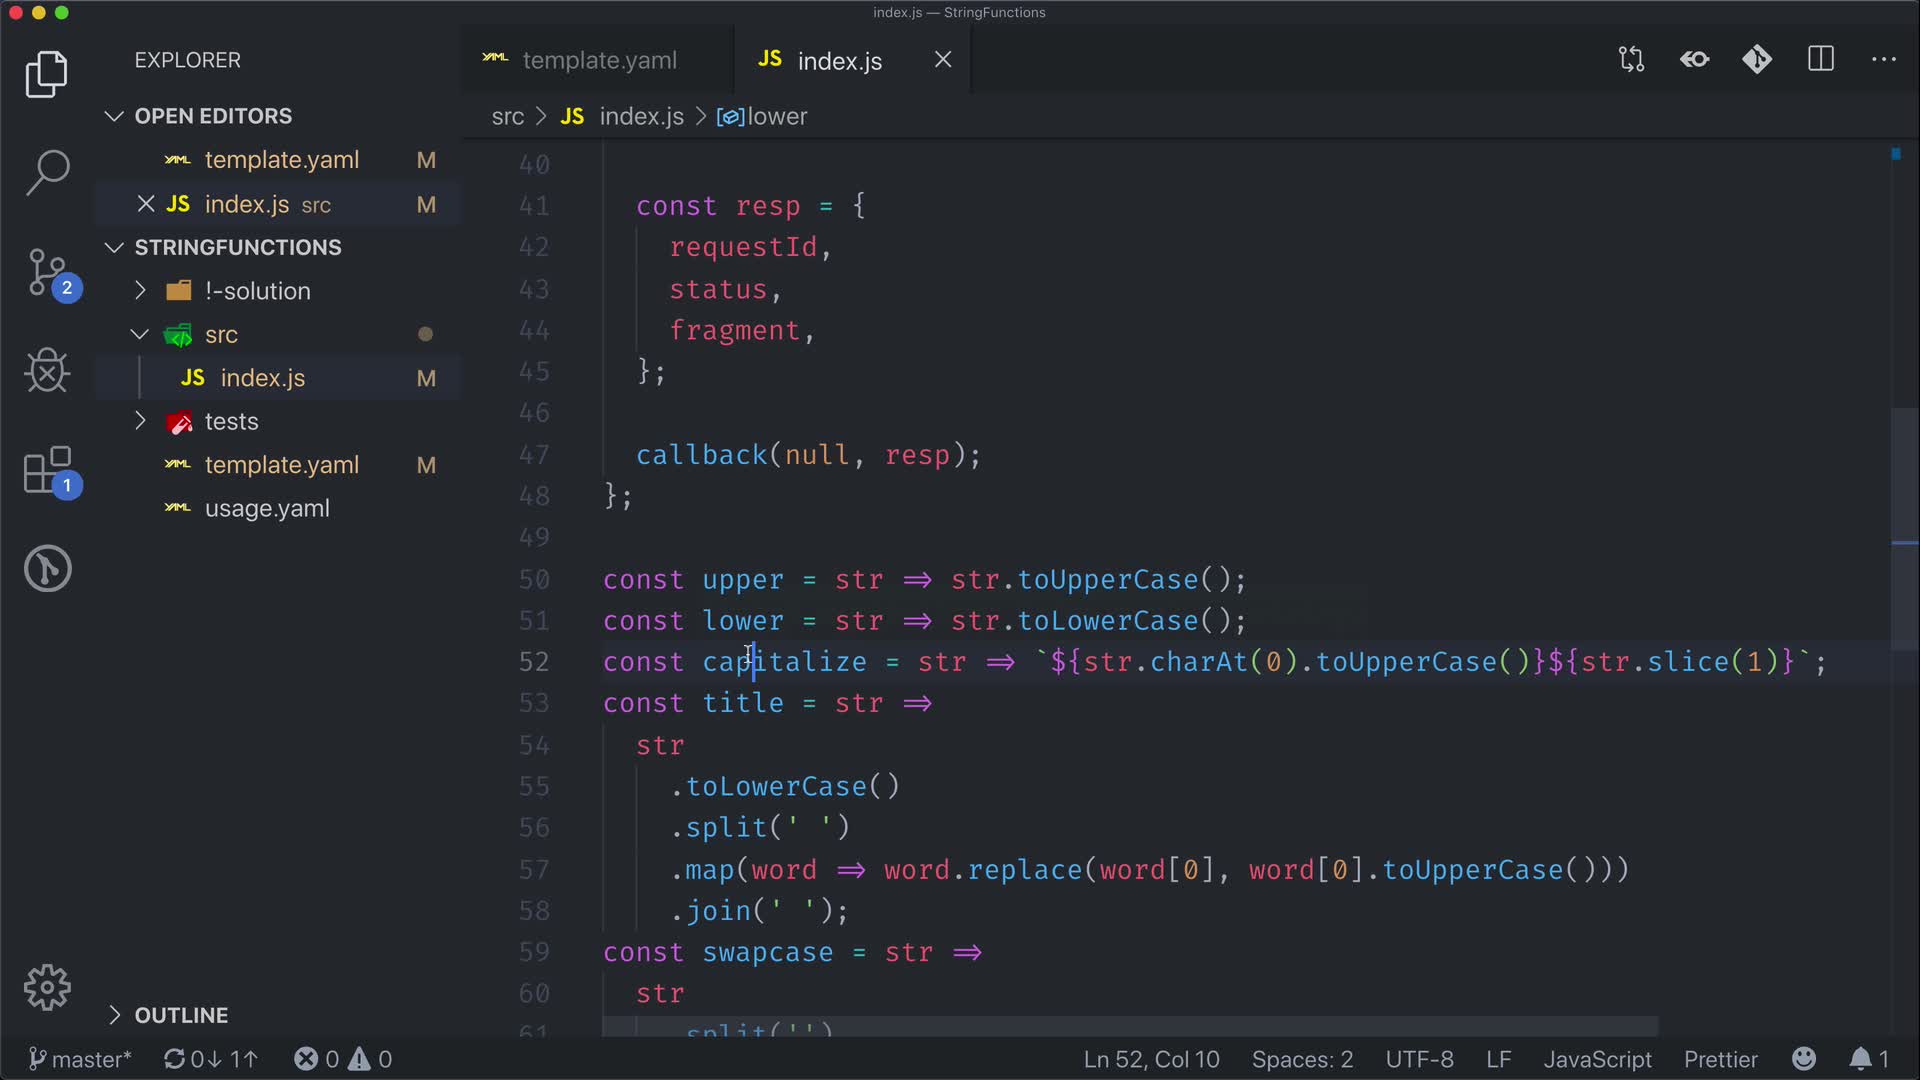 index.js — StringFunctions
EXPLORER
OPEN EDITORS
template.yaml M
JS index.js src M
STRINGFUNCTIONS
!-solution
src
JS index.js M
tests
template.yaml M
usage.yaml
OUTLINE
2
1
YAML template.yaml
JS index.js
src > JS index.js > lower
40
41 const resp = {
42 requestId,
43 status,
44 fragment,
45 };
46
47 callback(null, resp);
48 };
49
50 const upper = str => str.toUpperCase();
51 const lower = str => str.toLowerCase();
52 const capitalize = str => `${str.charAt(0).toUpperCase()}${str.slice(1)}`;
53 const title = str =>
54 str
55 .toLowerCase()
56 .split(' ')
57 .map(word => word.replace(word[0], word[0].toUpperCase()))
58 .join(' ');
59 const swapcase = str =>
60 str
61 .split('')
master* 0↓ 1↑ 0 0 Ln 52, Col 10 Spaces: 2 UTF-8 LF JavaScript Prettier 1